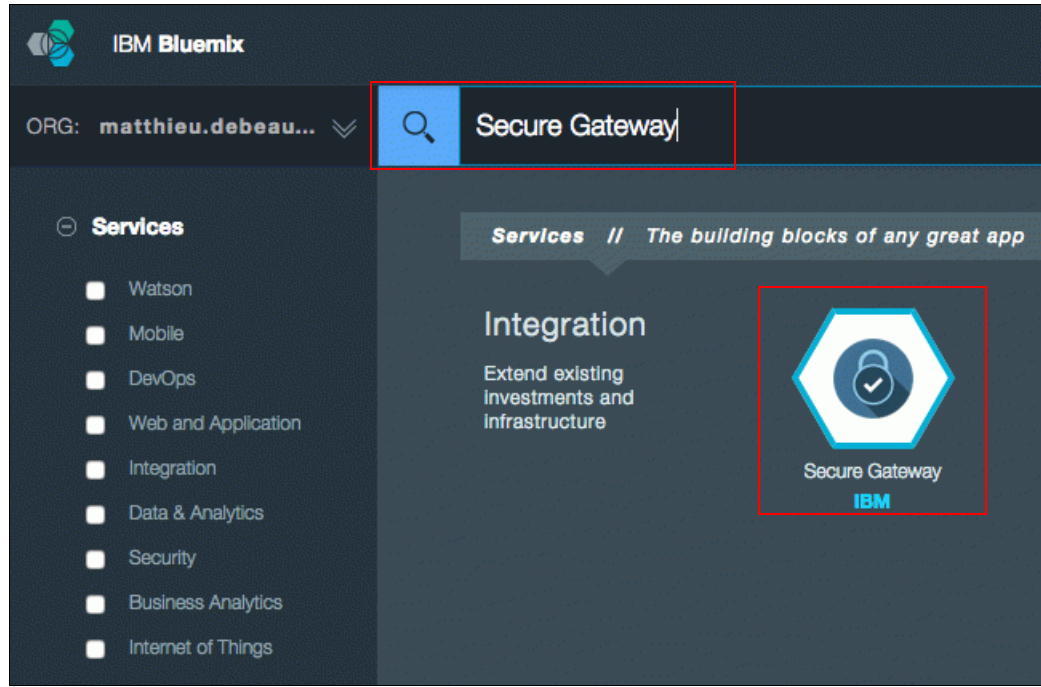 IBM Bluemix
ORG: matthieu.debeau...
Secure Gateway
Services
Watson
Mobile
DevOps
Web and Application
Integration
Data & Analytics
Security
Business Analytics
Internet of Things
Services // The building blocks of any great app
Integration
Extend existing
investments and
infrastructure
Secure Gateway
IBM